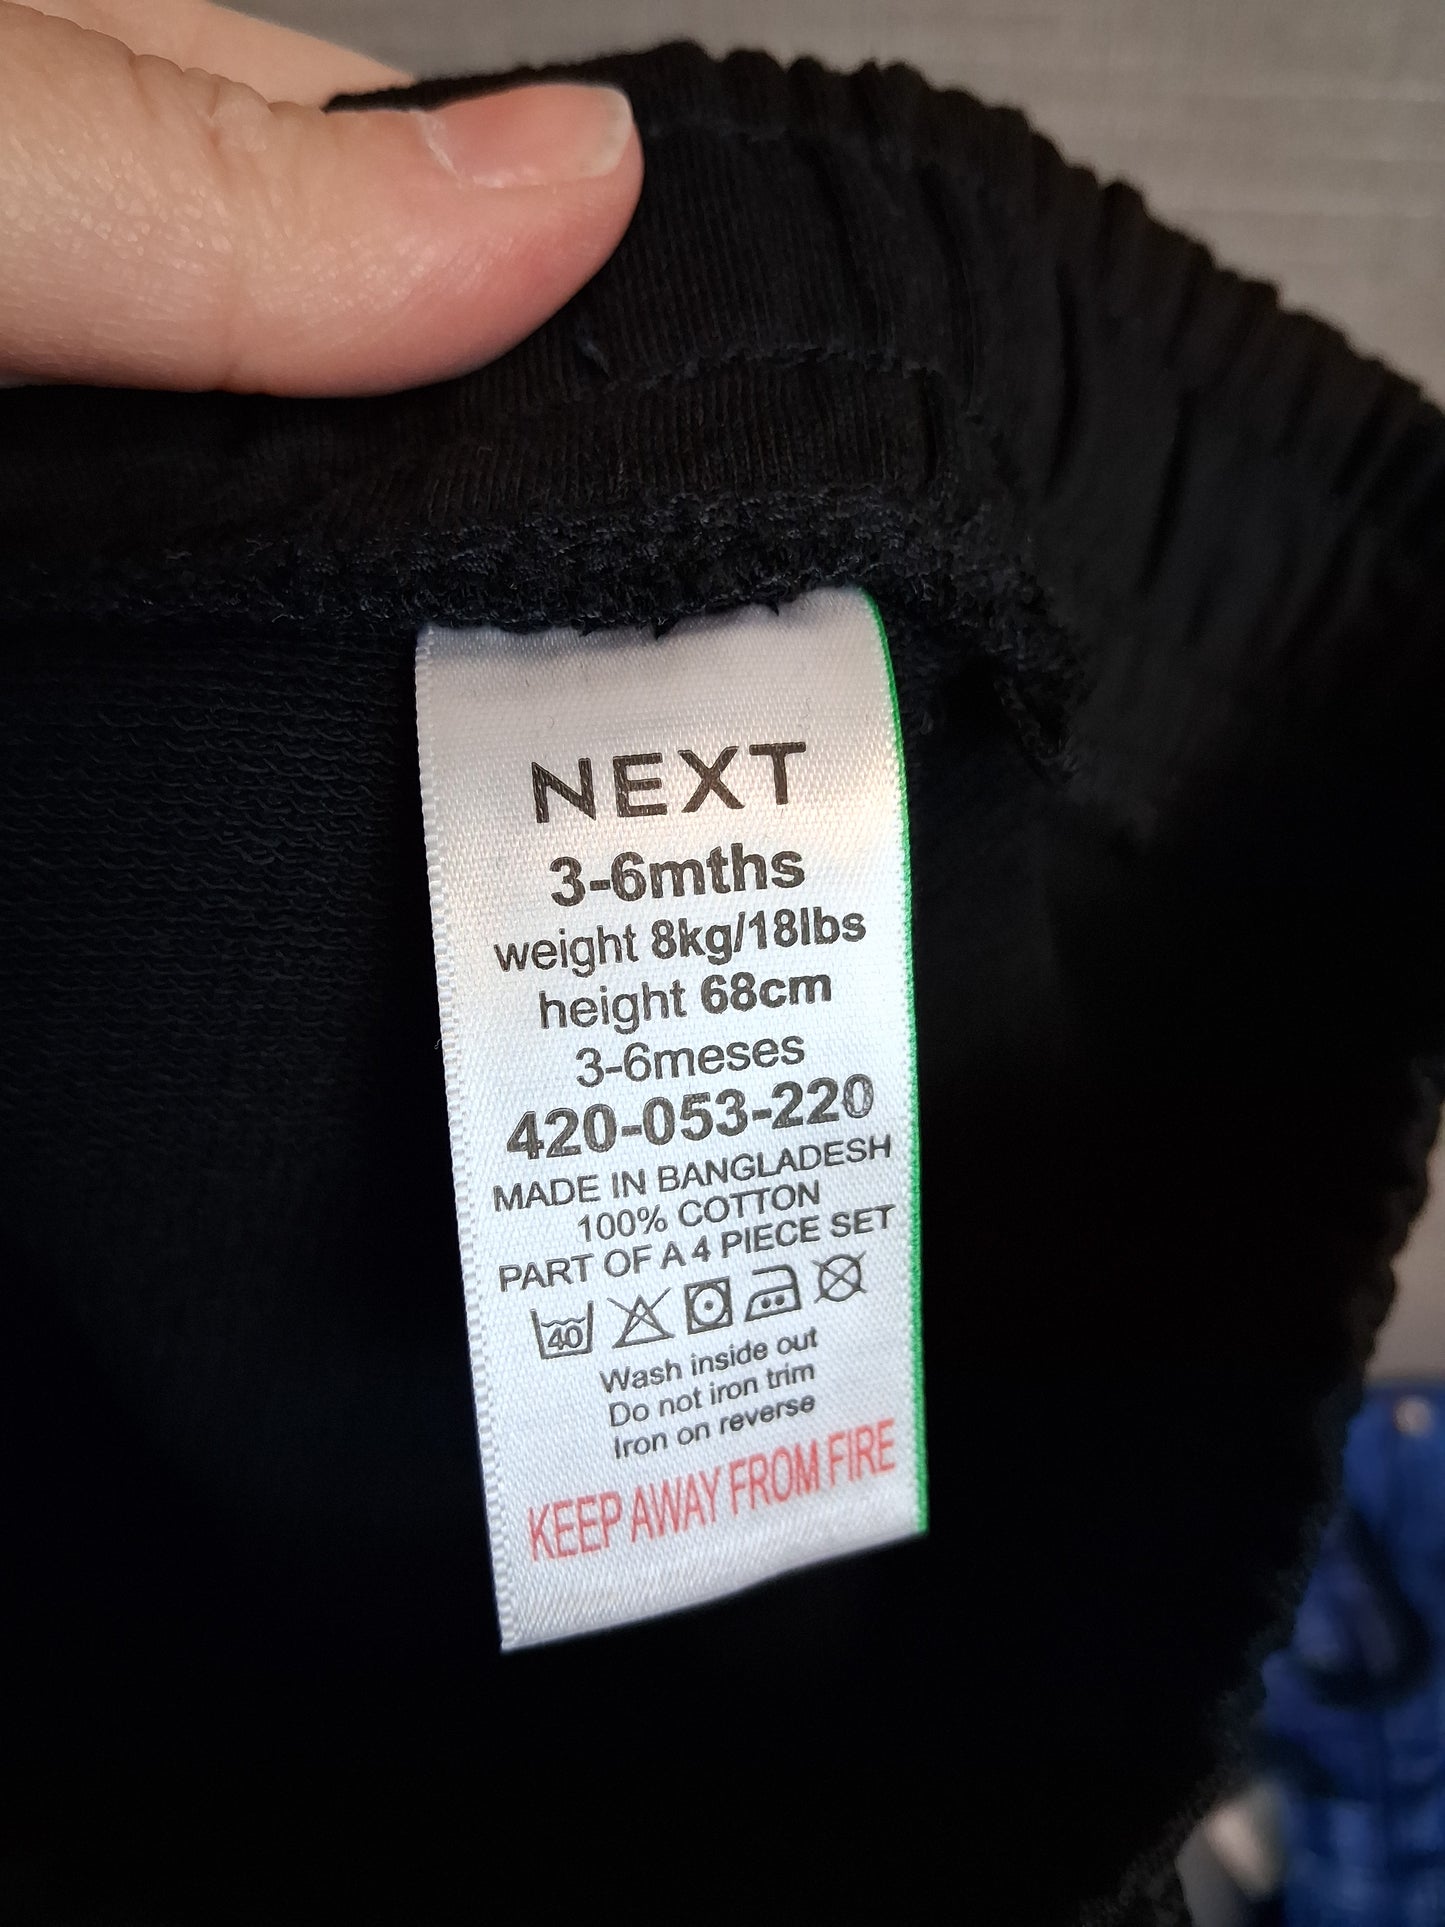 NEXT
3-6mths
weight 8kg/18lbs
height 68cm
3-6meses
420-053-220
MADE IN BANGLADESH
100% COTTON
PART OF A 4 PIECE SET
40
Wash inside out
Do not iron trim
Iron on reverse
KEEP AWAY FROM FIRE